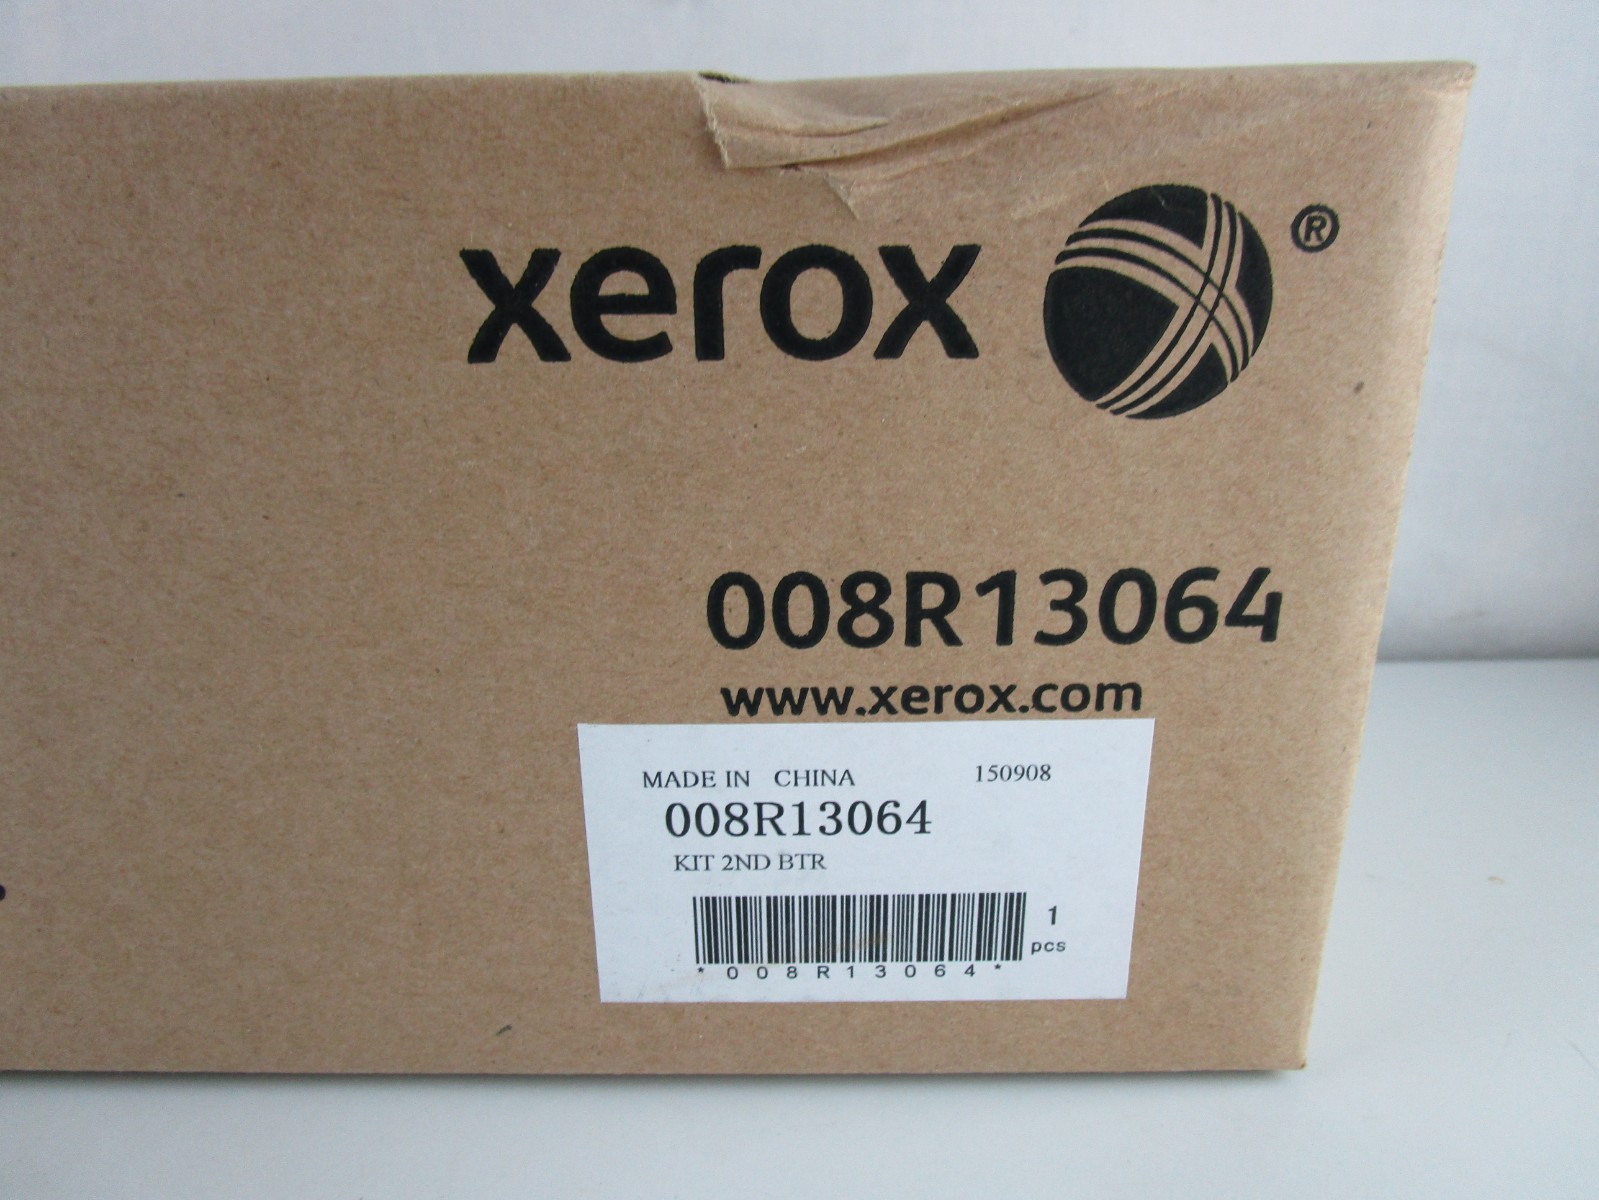 xerox ®
008R13064
www.xerox.com
MADE IN CHINA 150908
008R13064
KIT 2ND BTR
1
pcs
*008R13064*